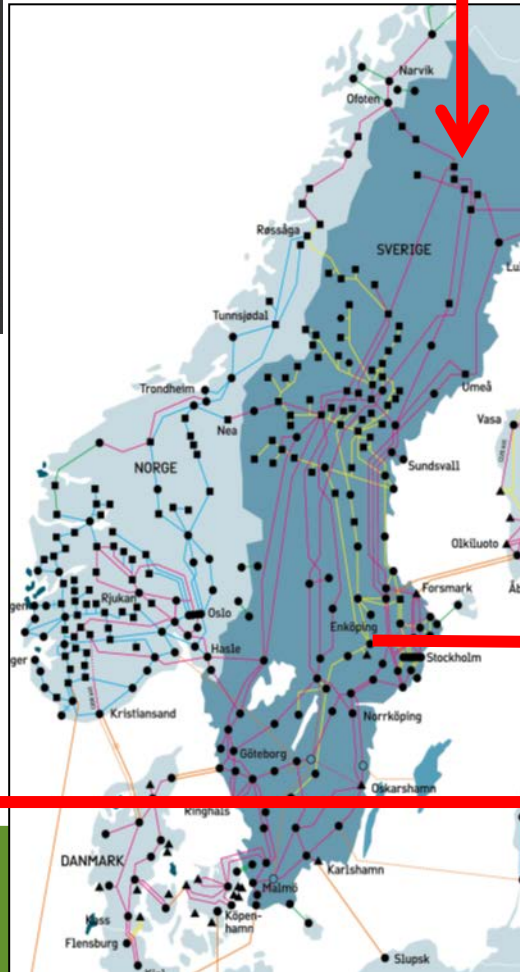 Narvik
Ofoten
Røssåga
SVERIGE
Tunnsjødal
Trondheim
Umeå
Nea
Vasa
NORGE
Sundsvall
Olkiluoto
Forsmark
Rjukan
Oslo
Enköping
Hasle
Stockholm
Kristiansand
Norrköping
Göteborg
Oskarshamn
Ringhals
DANMARK
Karlshamn
Malmö
Köpen-
hamn
Flensburg
Slupsk